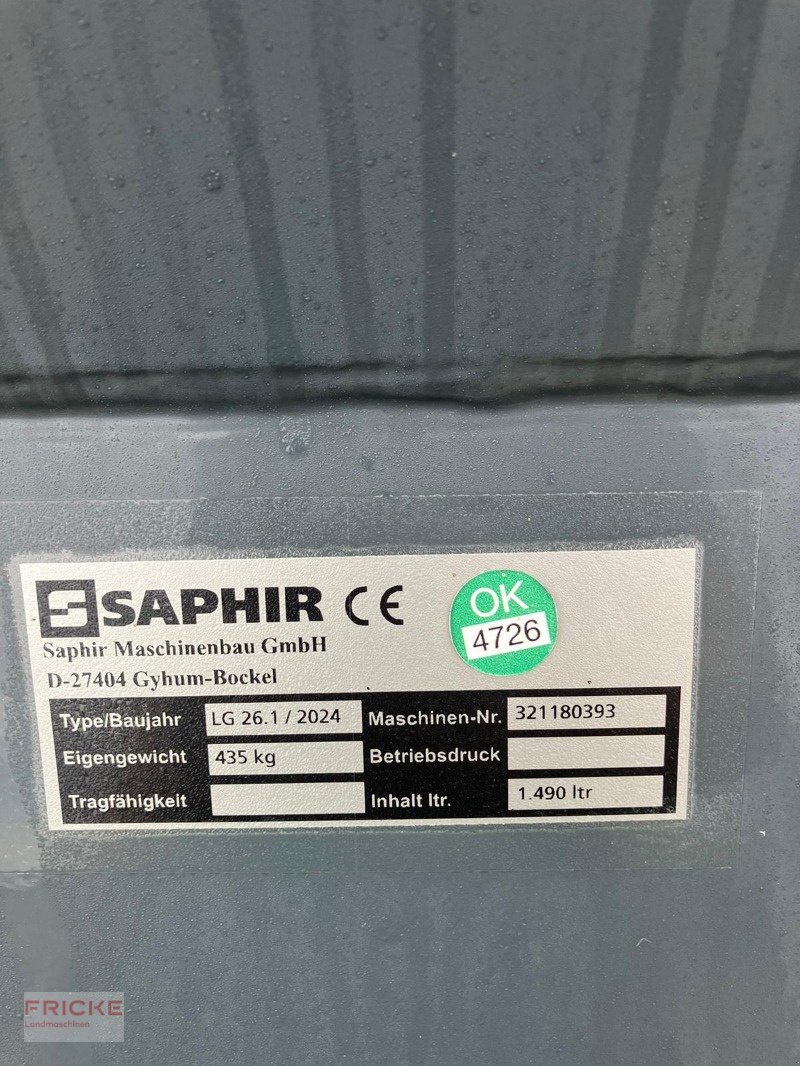 SAPHIR CE
Saphir Maschinenbau GmbH
D-27404 Gyhum-Bockel
OK
4726
Type/Baujahr LG 26.1 / 2024 Maschinen-Nr. 321180393
Eigengewicht 435 kg Betriebsdruck
Tragfähigkeit Inhalt ltr. 1.490 ltr
FRICKE
Landmaschinen